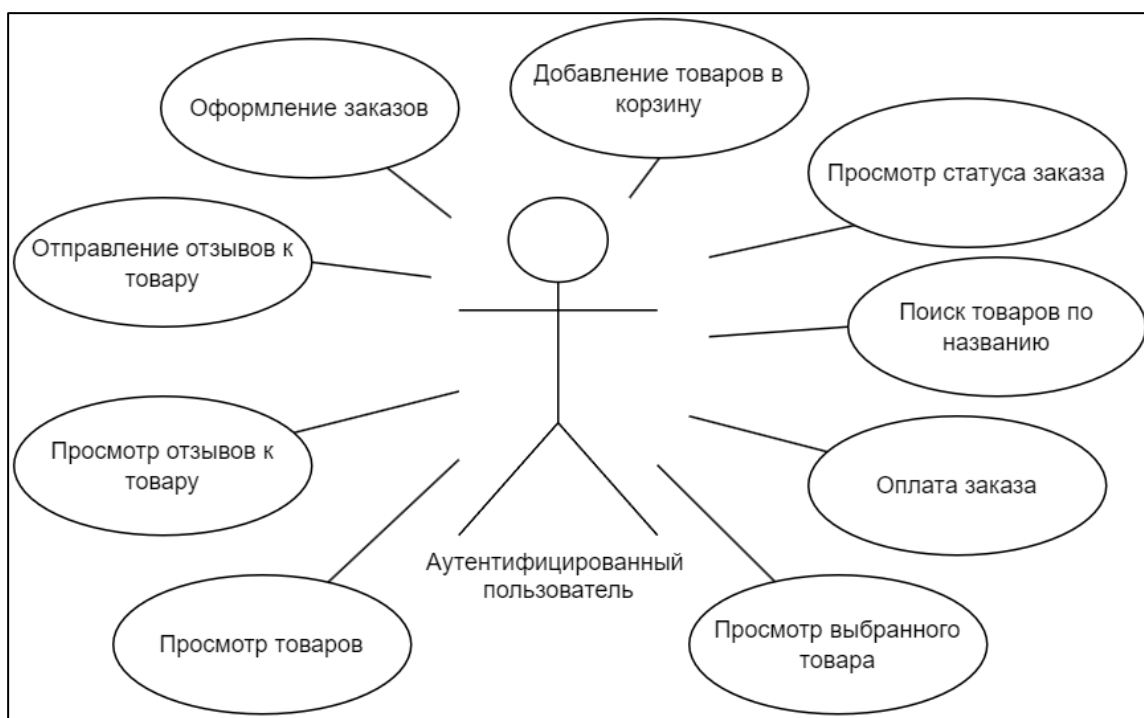 Добавление товаров в
корзину
Оформление заказов
Просмотр статуса заказа
Отправление отзывов к
товару
Поиск товаров по
названию
Просмотр отзывов к
товару
Оплата заказа
Аутентифицированный
пользователь
Просмотр товаров
Просмотр выбранного
товара